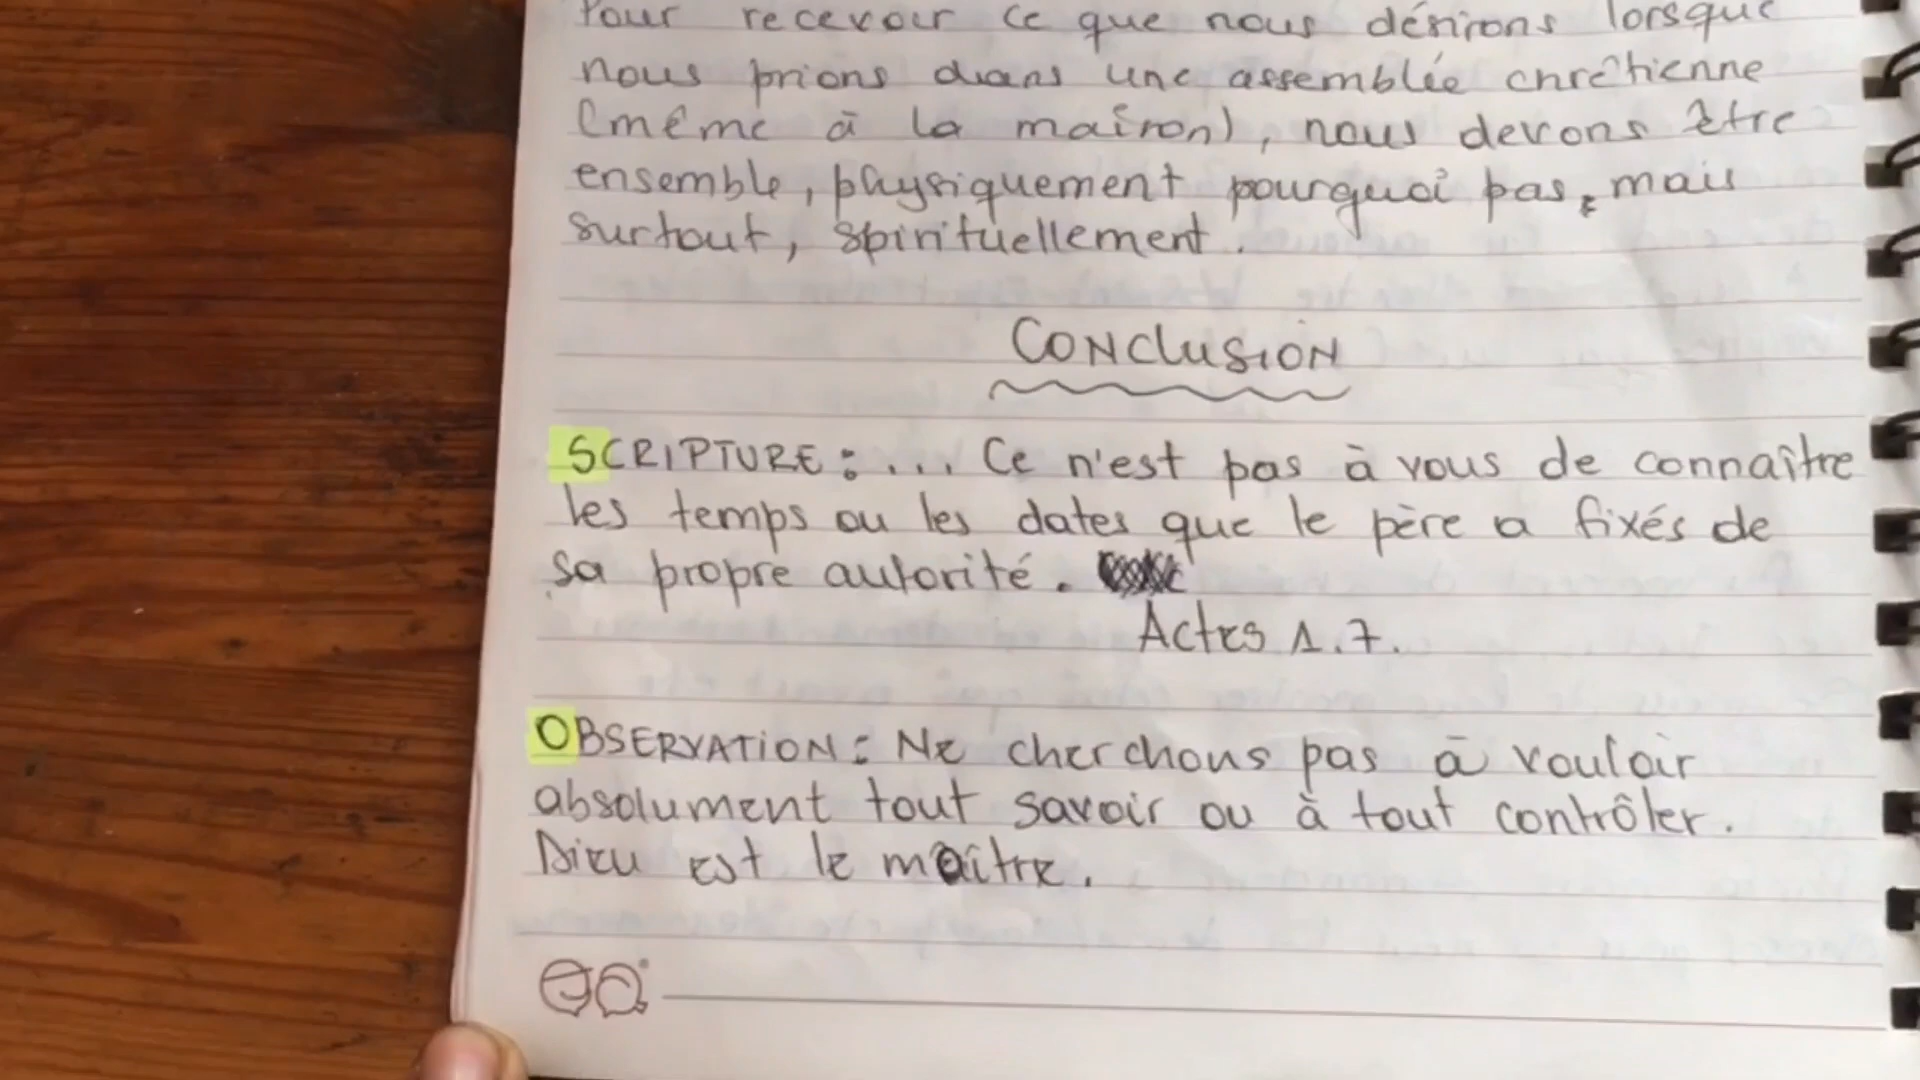 Pour recevoir ce que nous désirons lorsque
nous prions dans une assemblée chrétienne
(même à la maison), nous devons être
ensemble, physiquement pourquoi pas, mais
surtout, spirituellement.
CONCLUSION
SCRIPTURE : ... Ce n'est pas à vous de connaître
les temps ou les dates que le père a fixés de
sa propre autorité.
Actes 1.7.
OBSERVATION : Ne cherchons pas à vouloir
absolument tout savoir ou à tout contrôler.
Dieu est le maître.